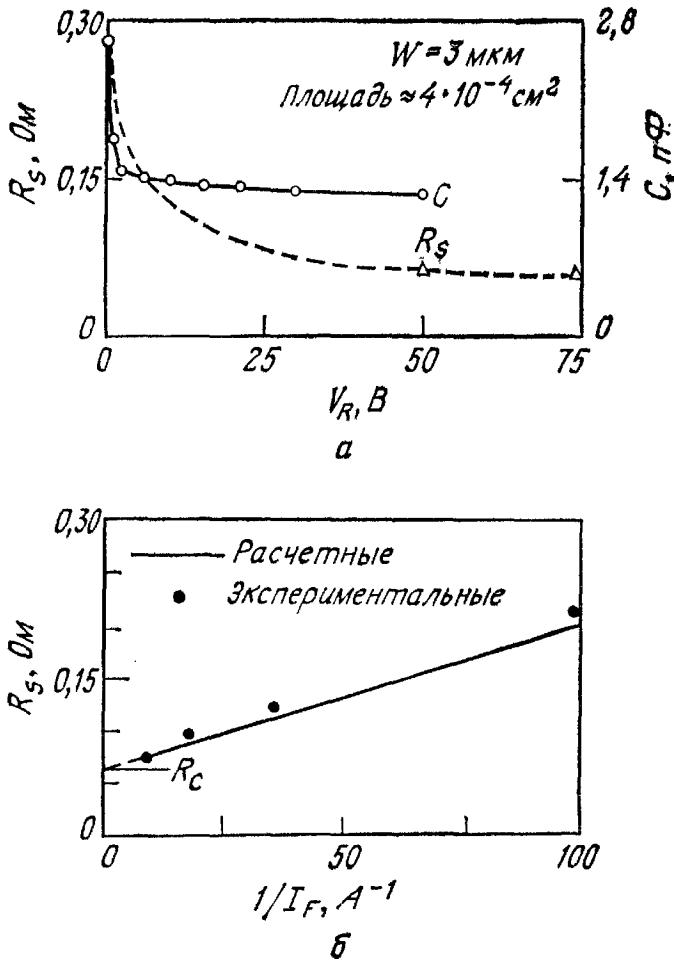 0,30
2,8
W = 3 мкм
Площадь ≈ 4·10⁻⁴ см²
R_S, Ом
0,15
1,4
C, пФ
C
R_S
0
0
0
25
50
75
V_R, В
а
0,30
Расчетные
Экспериментальные
R_S, Ом
0,15
R_C
0
0
50
100
1/I_F, А⁻¹
б